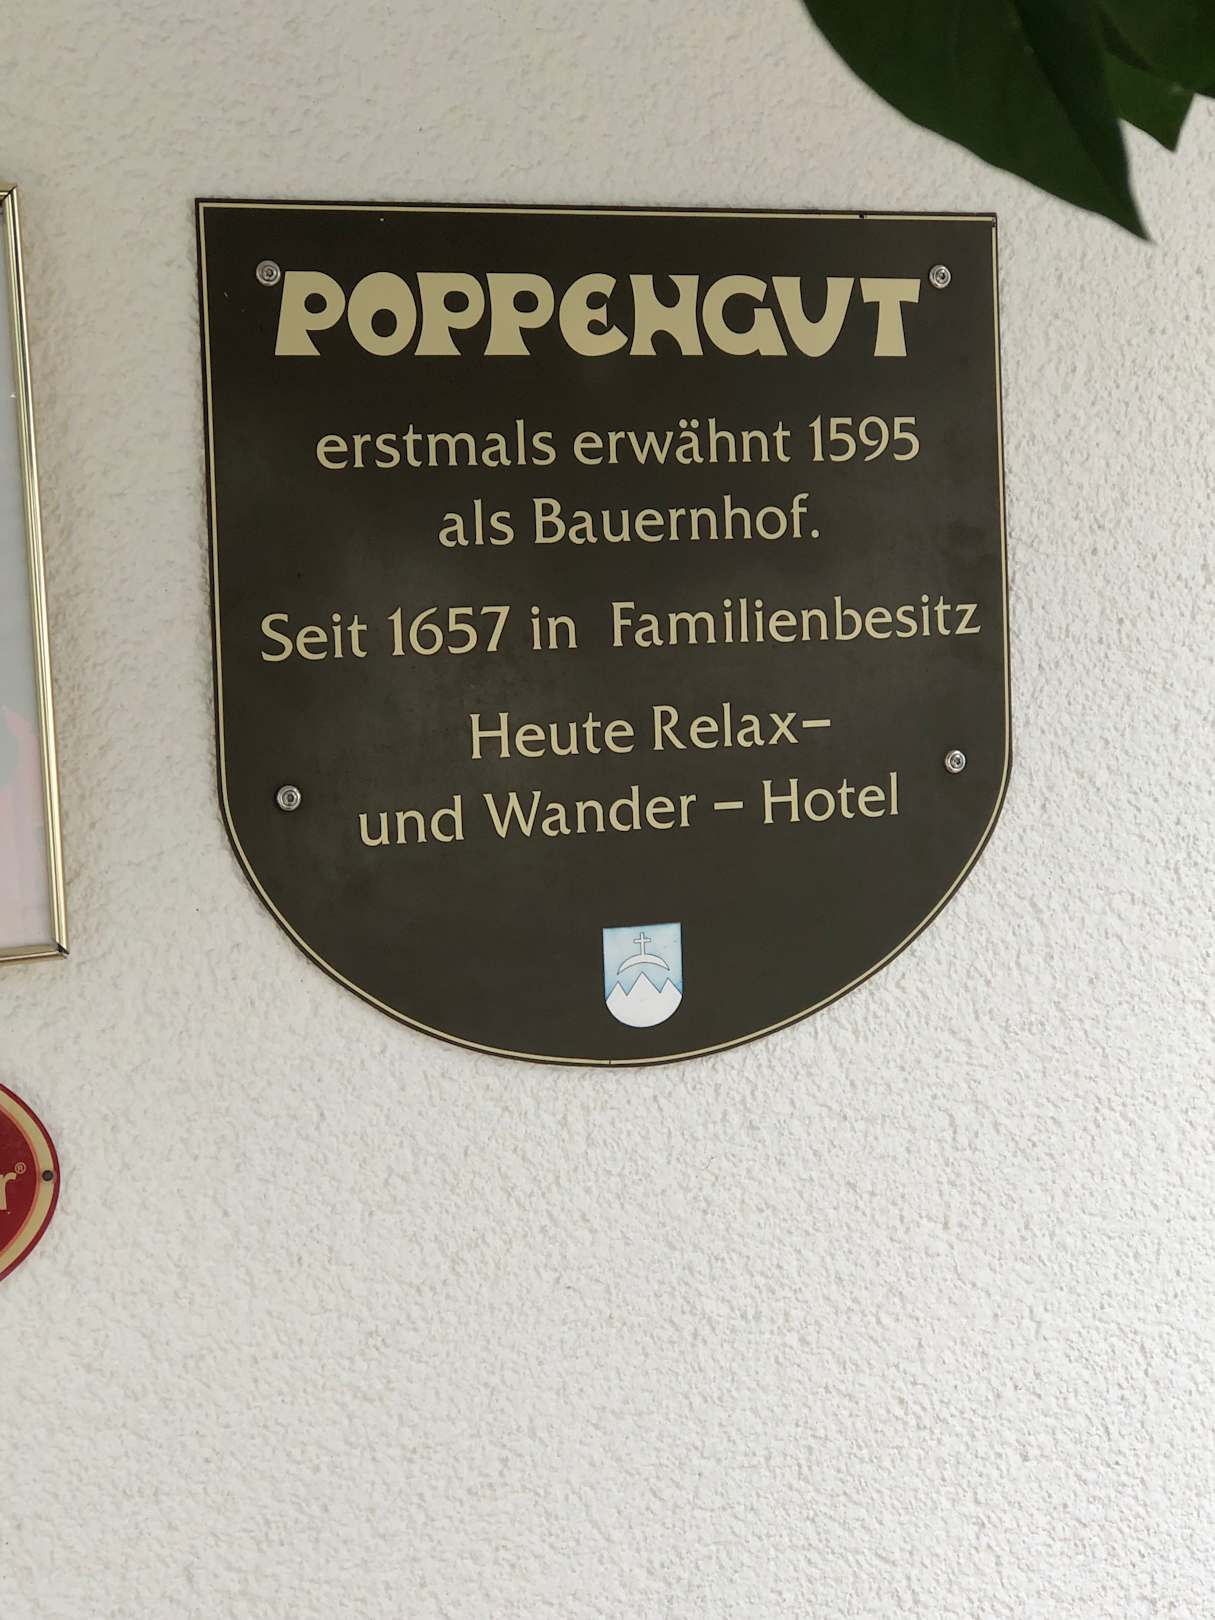 POPPENGUT
erstmals erwähnt 1595
als Bauernhof.
Seit 1657 in Familienbesitz
Heute Relax–
und Wander – Hotel
r®